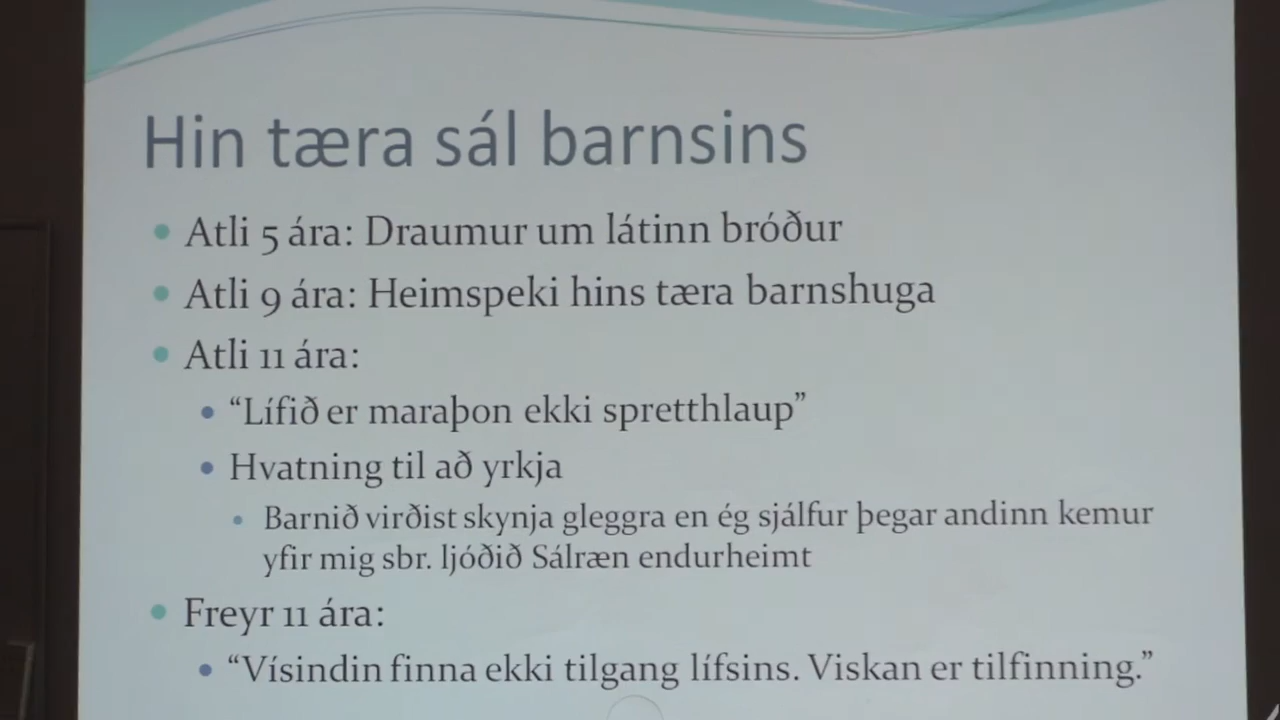 Hin tæra sál barnsins
• Atli 5 ára: Draumur um látinn bróður
• Atli 9 ára: Heimspeki hins tæra barnshuga
• Atli 11 ára:
• “Lífið er maraþon ekki spretthlaup”
• Hvatning til að yrkja
• Barnið virðist skynja gleggra en ég sjálfur þegar andinn kemur
yfir mig sbr. ljóðið Sálræn endurheimt
• Freyr 11 ára:
• “Vísindin finna ekki tilgang lífsins. Viskan er tilfinning.”